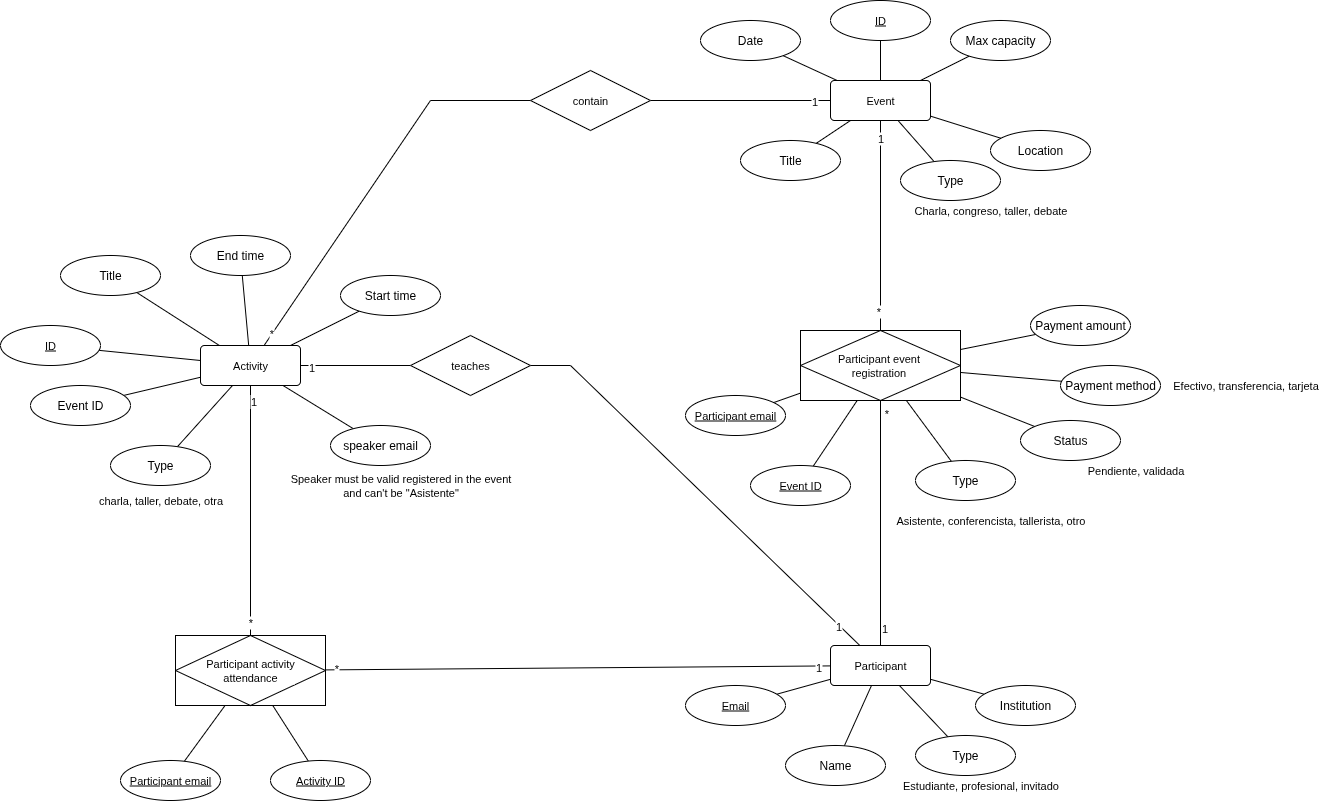 ID
Date
Max capacity
contain
1
Event
1
Title
Location
Type
Charla, congreso, taller, debate
End time
Title
Start time
*
*
Payment amount
ID
Activity
1
teaches
Participant event
registration
Payment method
Efectivo, transferencia, tarjeta
Event ID
1
Participant email
*
speaker email
Status
Type
Pendiente, validada
Speaker must be valid registered in the event
and can't be "Asistente"
Event ID
Type
charla, taller, debate, otra
Asistente, conferencista, tallerista, otro
*
1
1
Participant activity
attendance
*
1
Participant
Email
Institution
Name
Type
Participant email
Activity ID
Estudiante, profesional, invitado